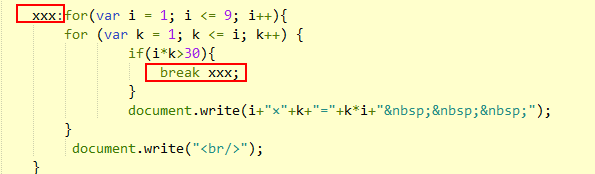 xxx:for(var i = 1; i <= 9; i++){
for (var k = 1; k <= i; k++) {
if(i*k>30){
break xxx;
}
document.write(i+"×"+k+"="+k*i+"&nbsp;&nbsp;&nbsp;");
}
document.write("<br/>");
}